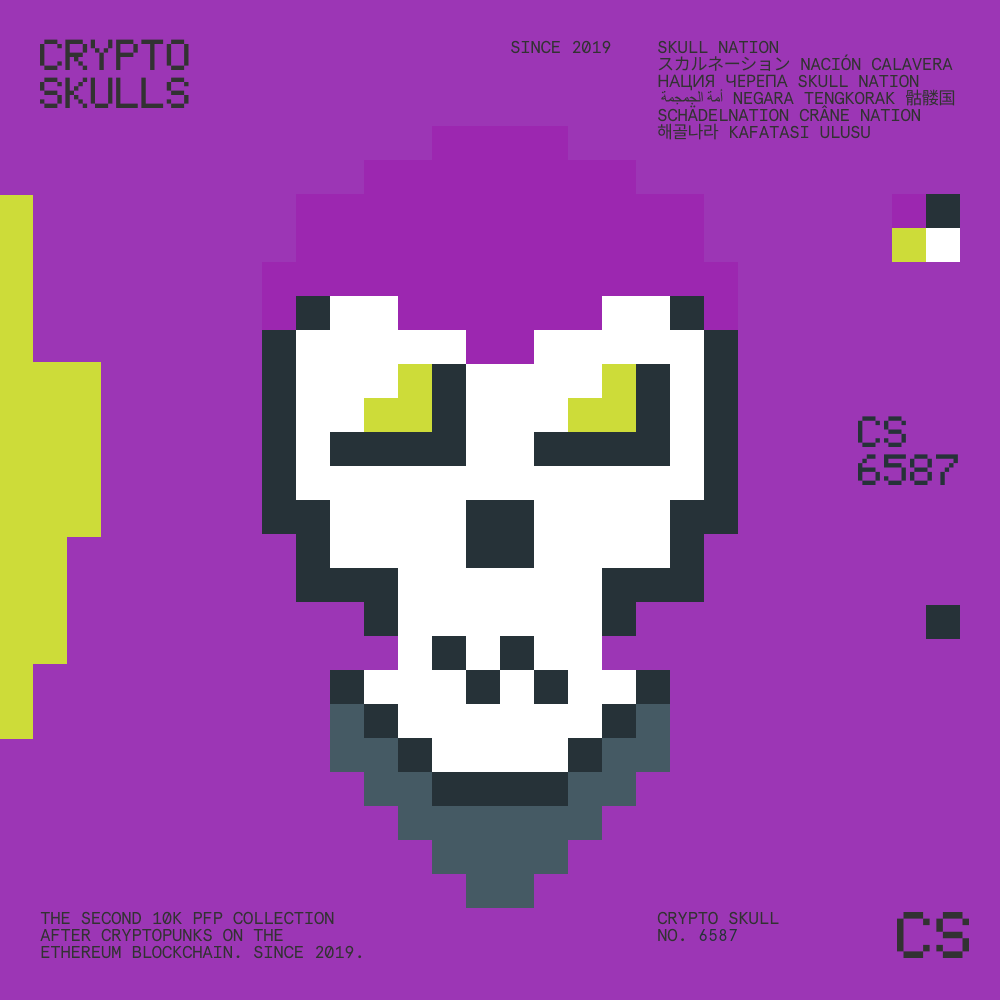 CRYPTO
SKULLS
SINCE 2019
SKULL NATION
スカルネーション NACIÓN CALAVERA
НАЦИЯ ЧЕРЕПА SKULL NATION
أمة الجمجمة NEGARA TENGKORAK 骷髅国
SCHÄDELNATION CRÂNE NATION
해골나라 KAFATASI ULUSU
CS
6587
THE SECOND 10K PFP COLLECTION
AFTER CRYPTOPUNKS ON THE
ETHEREUM BLOCKCHAIN. SINCE 2019.
CRYPTO SKULL
NO. 6587
CS